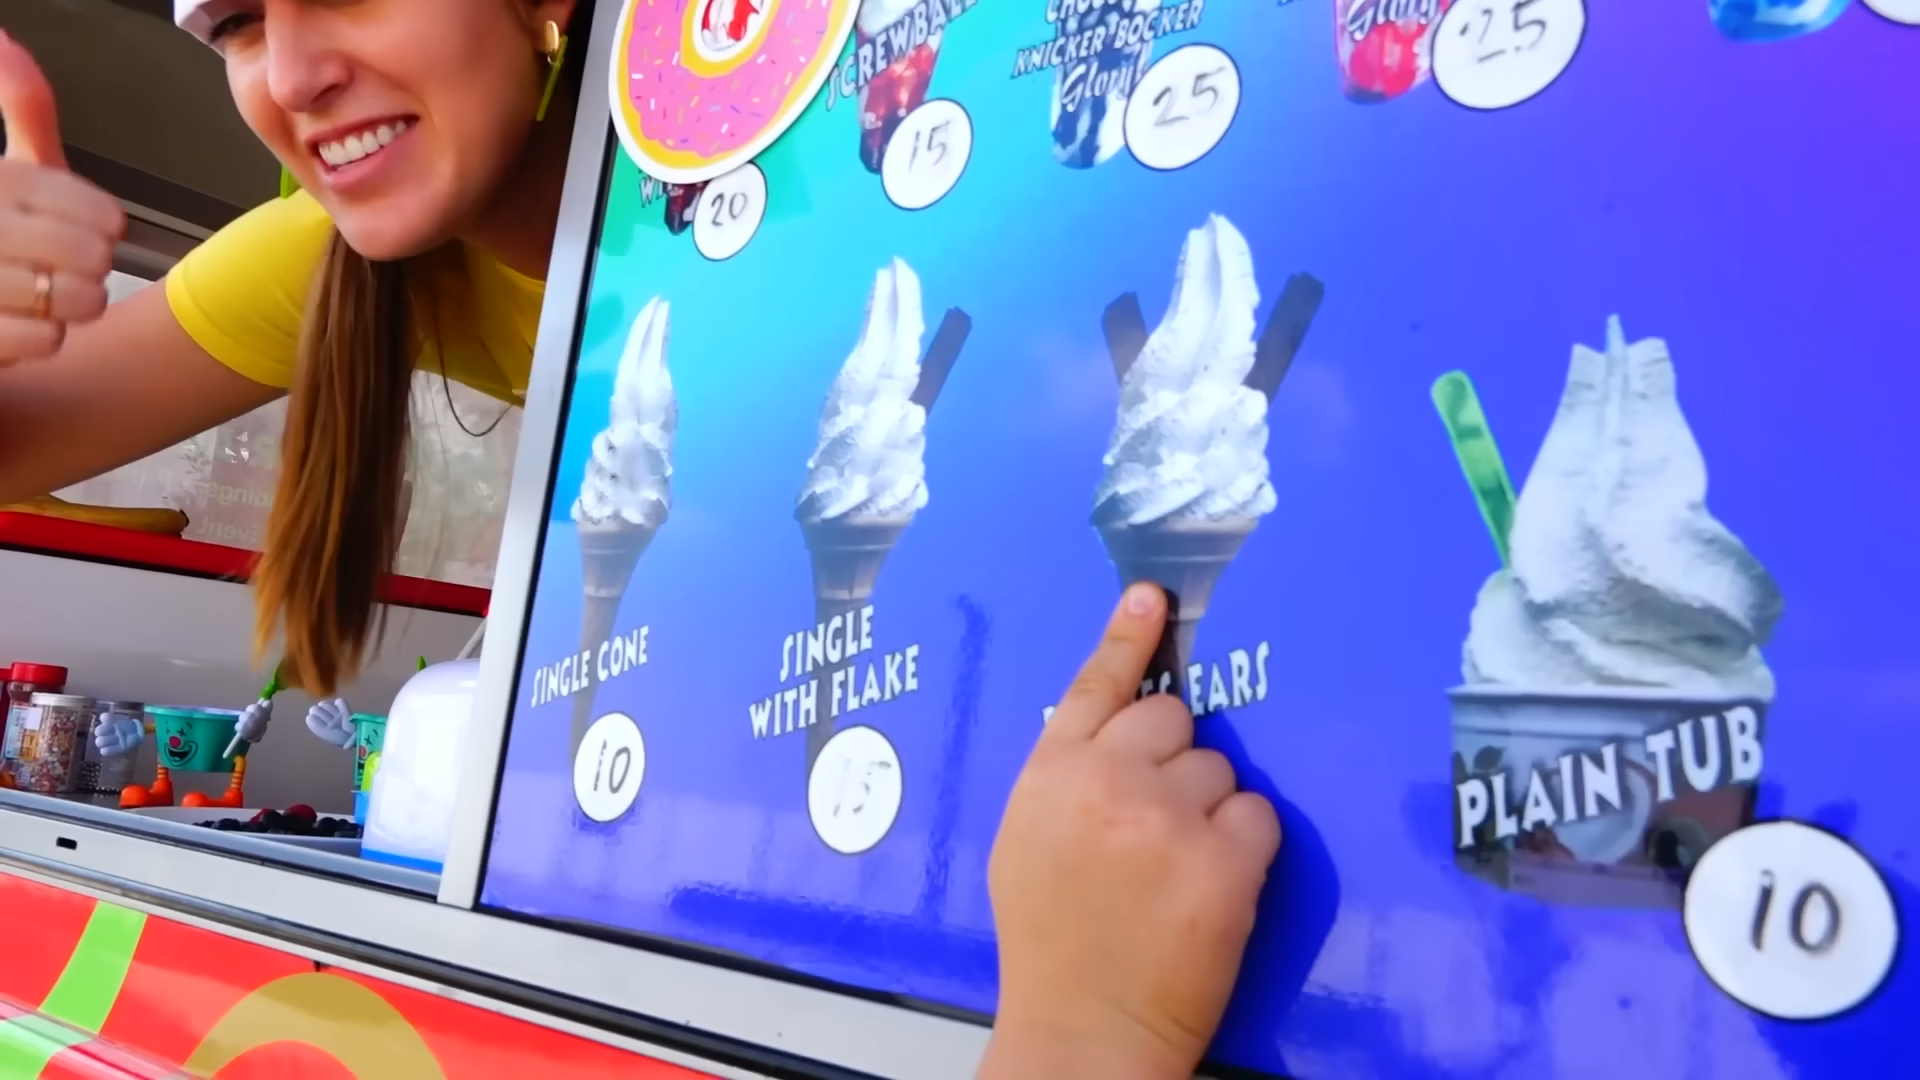 SCREWBALL
15
KNICKER BOCKER
Glory
25
Glory
25
20
SINGLE CONE
10
SINGLE
WITH FLAKE
15
EARS
PLAIN TUB
10